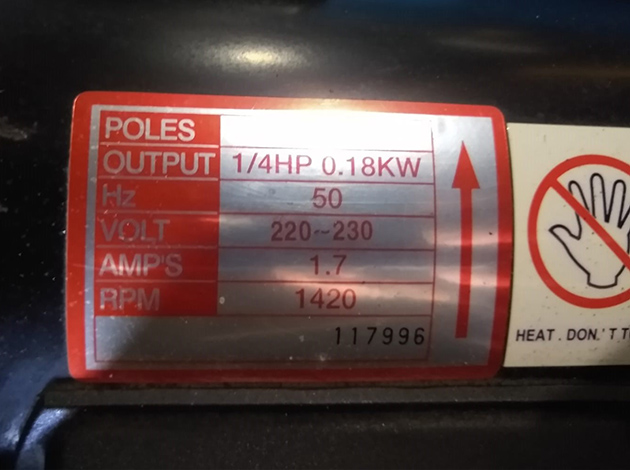 POLES
OUTPUT 1/4HP 0.18KW
Hz 50
VOLT 220~230
AMP'S 1.7
RPM 1420
117996
HEAT . DON.'T